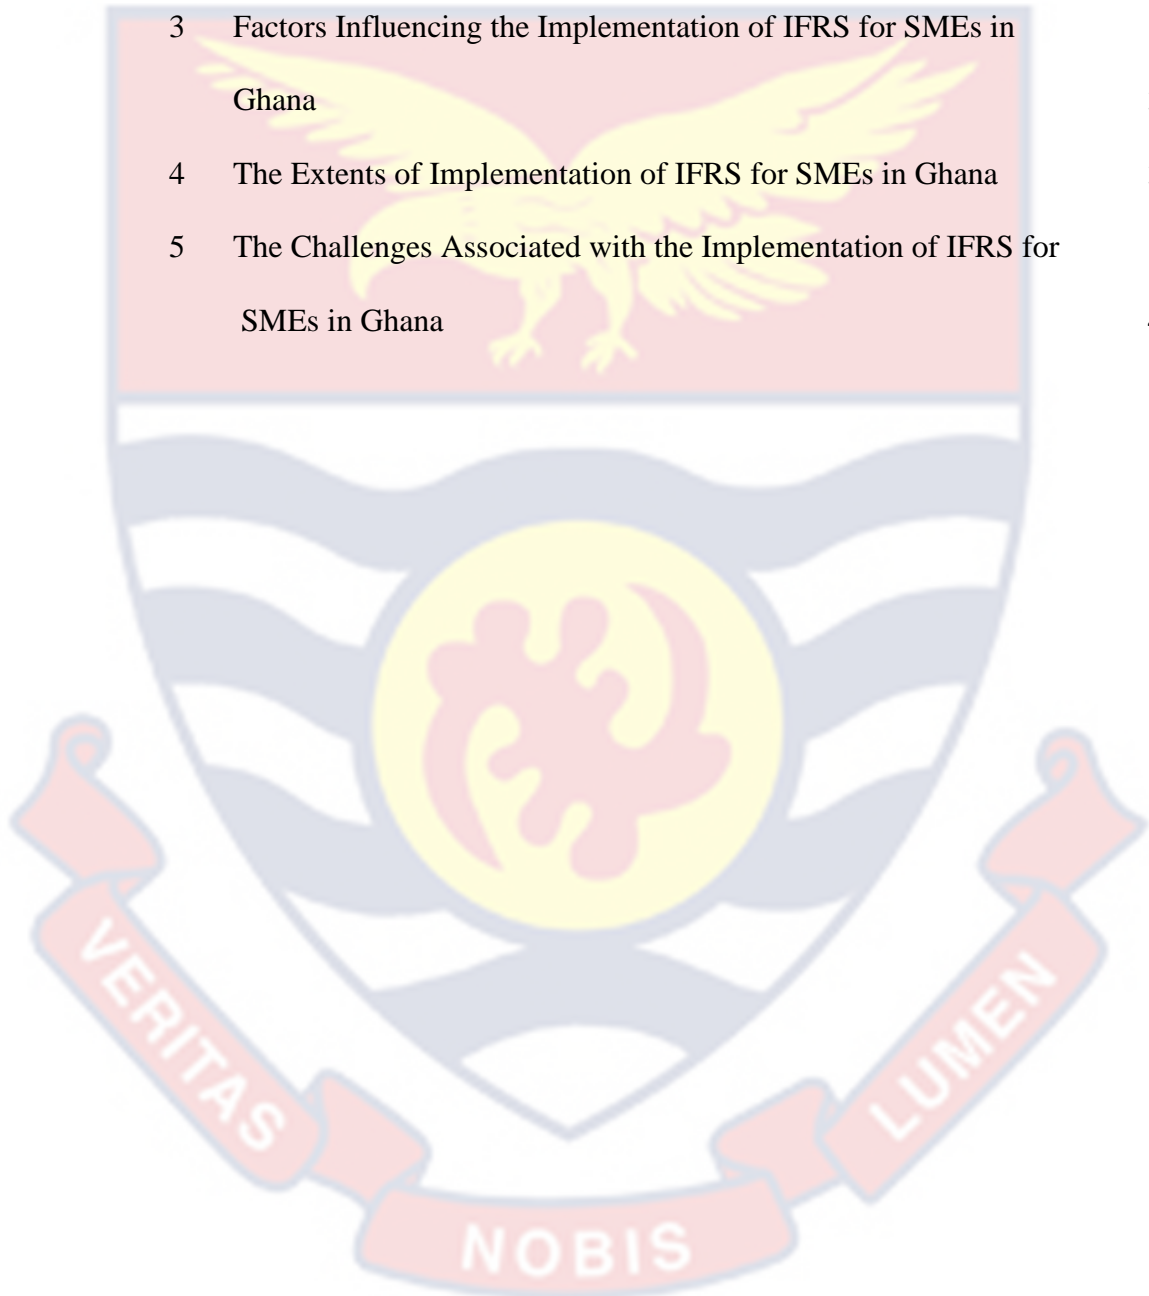 3 Factors Influencing the Implementation of IFRS for SMEs in
Ghana
4 The Extents of Implementation of IFRS for SMEs in Ghana
5 The Challenges Associated with the Implementation of IFRS for
SMEs in Ghana
VERITAS
NOBIS
LUMEN